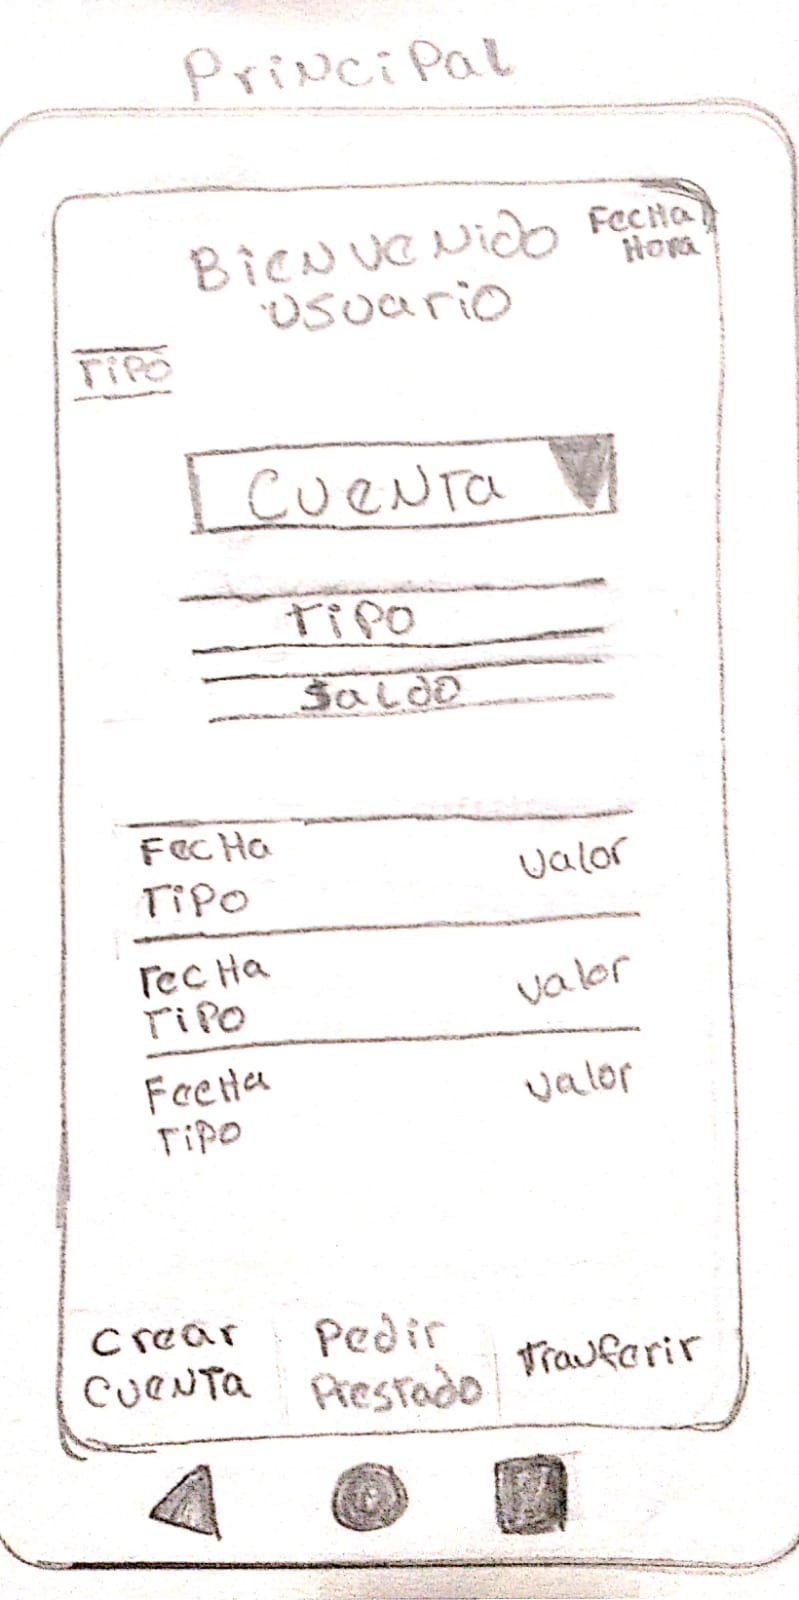 Principal
Fecha
Hora
Bienvenido
usuario
Tipo
Cuenta
Tipo
Saldo
Fecha
Valor
Tipo
Fecha
Valor
Tipo
Fecha
Valor
Tipo
Crear
Cuenta
Pedir
Prestado
Tranferir